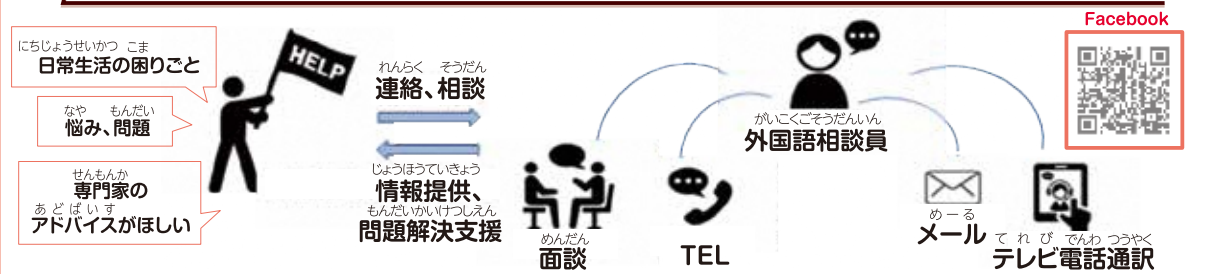 Facebook
にちじょうせいかつ こま
日常生活の困りごと
なや もんだい
悩み、問題
せんもんか
専門家の
あどばいす
アドバイスがほしい
HELP
れんらく そうだん
連絡、相談
じょうほうていきょう
情報提供、
もんだいかいけつしえん
問題解決支援
がいこくごそうだんいん
外国語相談員
めんだん
面談
TEL
めーる
メール
てれび でんわ つうやく
テレビ電話通訳